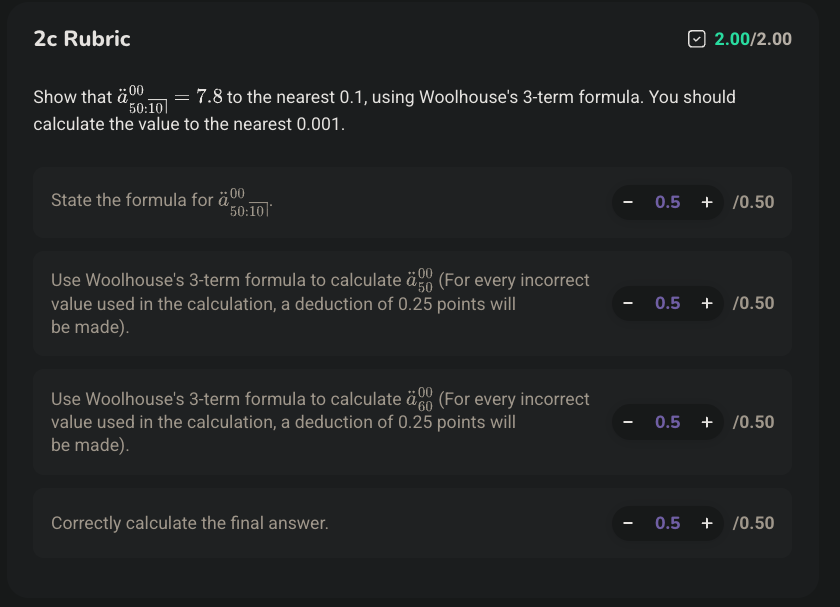 2c Rubric
2.00/2.00
Show that ä^{00}_{50:\overline{10|}} = 7.8 to the nearest 0.1, using Woolhouse's 3-term formula. You should
calculate the value to the nearest 0.001.
State the formula for ä^{00}_{50:\overline{10|}}.
− 0.5 + /0.50
Use Woolhouse's 3-term formula to calculate ä^{00}_{50} (For every incorrect
value used in the calculation, a deduction of 0.25 points will
be made).
− 0.5 + /0.50
Use Woolhouse's 3-term formula to calculate ä^{00}_{60} (For every incorrect
value used in the calculation, a deduction of 0.25 points will
be made).
− 0.5 + /0.50
Correctly calculate the final answer.
− 0.5 + /0.50